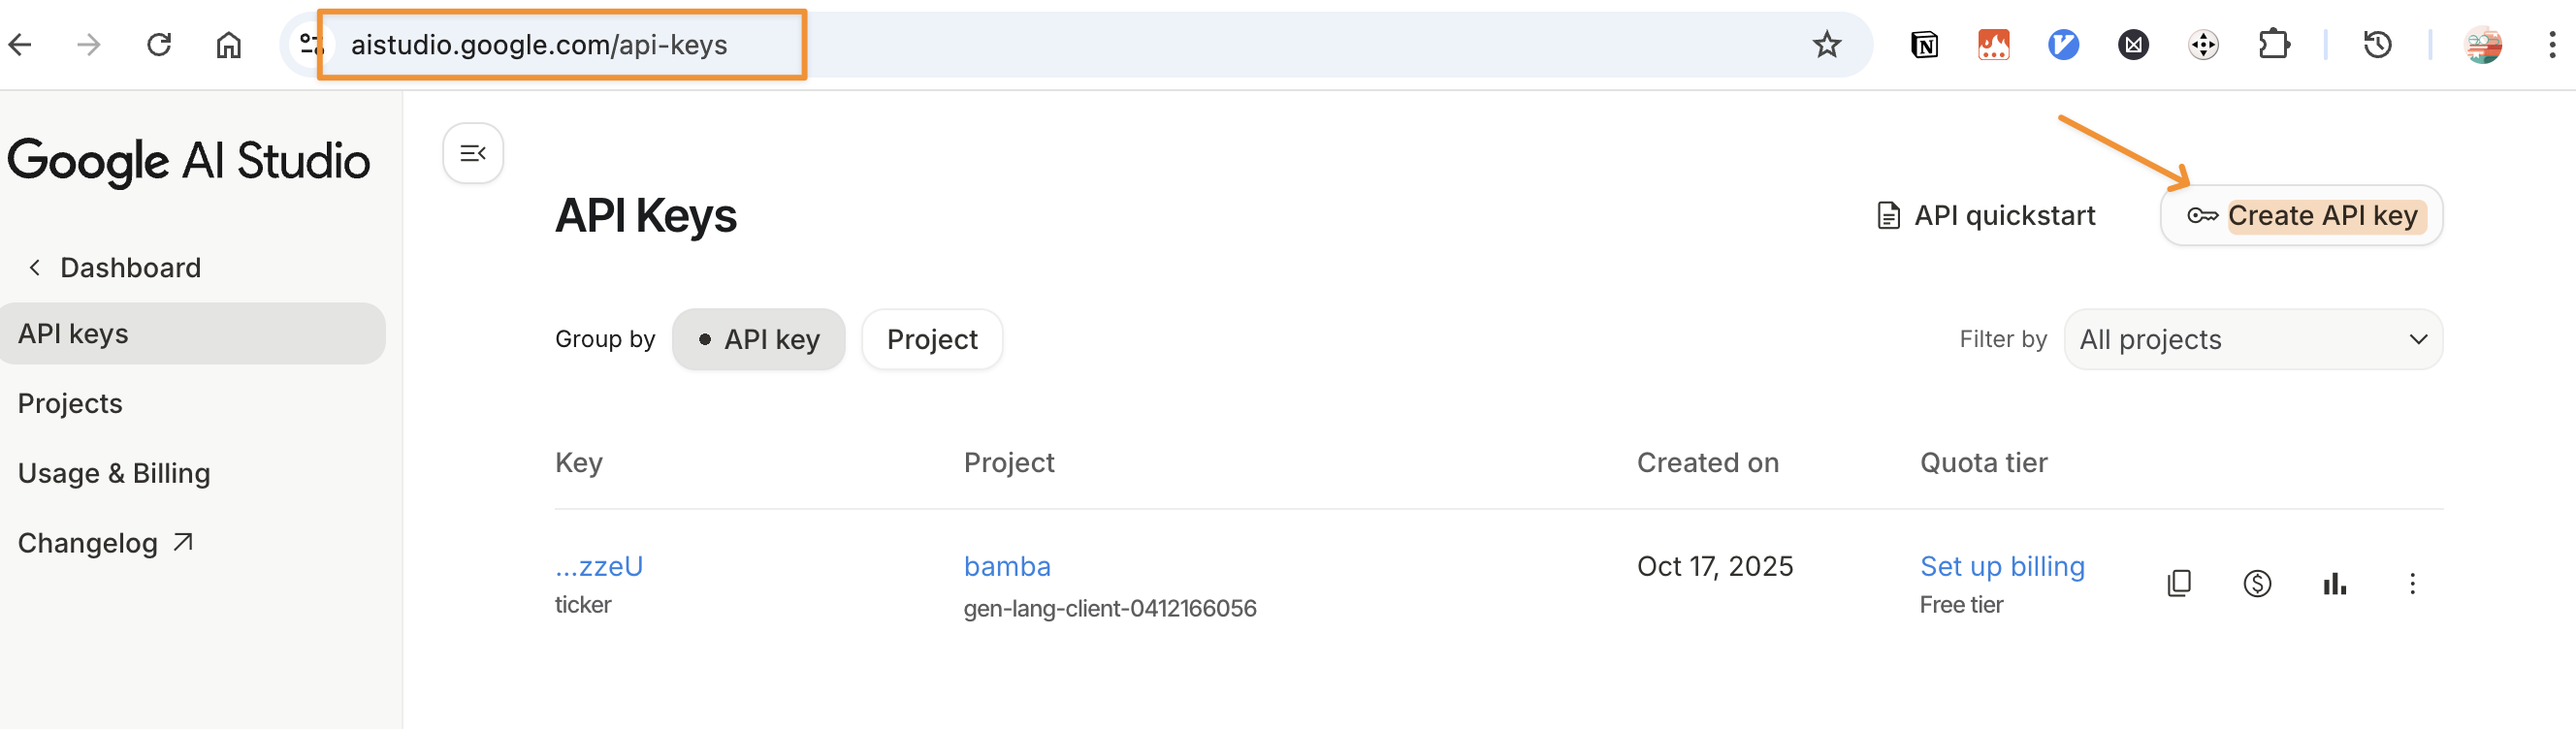 aistudio.google.com/api-keys
Google AI Studio
Dashboard
API keys
Projects
Usage & Billing
Changelog
API Keys
API quickstart
Create API key
Group by
API key
Project
Filter by
All projects
Key
Project
Created on
Quota tier
...zzeU
ticker
bamba
gen-lang-client-0412166056
Oct 17, 2025
Set up billing
Free tier